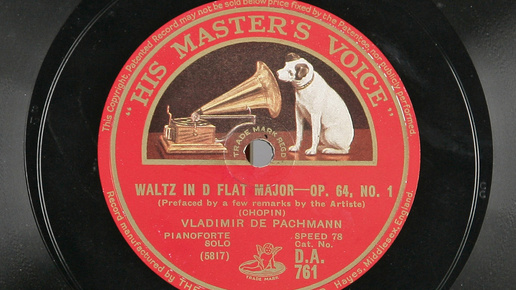 This Copyright Patented Record may not be sold below price fixed by the Patentees, nor publicly performed.
"HIS MASTER'S VOICE"
TRADE MARK REGD
WALTZ IN D FLAT MAJOR—OP. 64, NO. 1
(Prefaced by a few remarks by the Artiste)
(CHOPIN)
VLADIMIR DE PACHMANN
PIANOFORTE SOLO
SPEED 78
Cat. No.
(5817)
D.A.
761
TRADE MARK
Record manufactured by THE
Hayes, Middlesex, England.